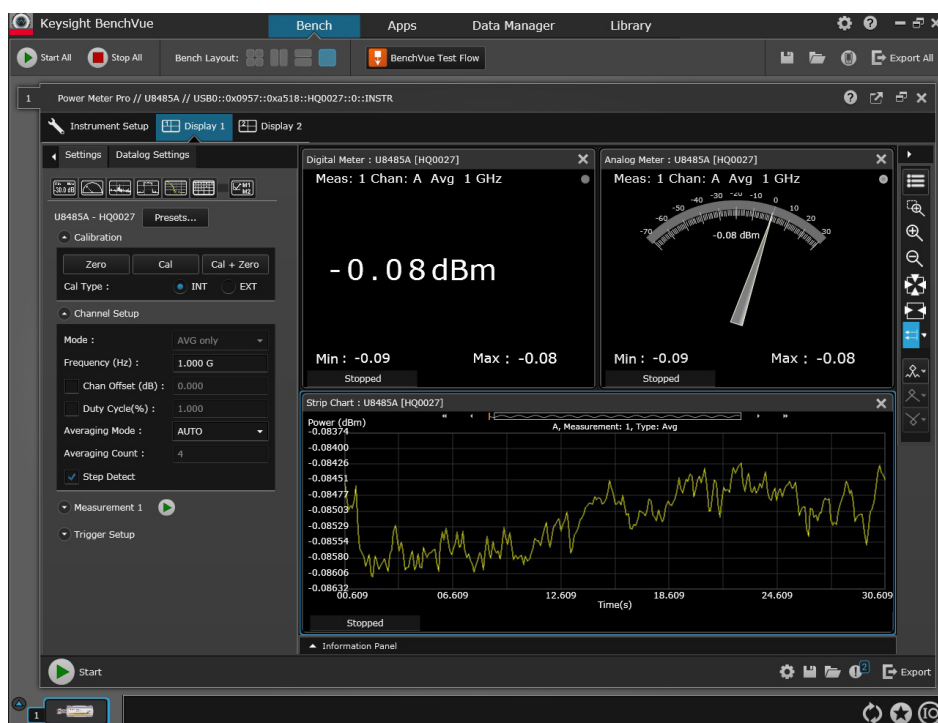 Keysight BenchVue
Bench Apps Data Manager Library
Start All Stop All Bench Layout: BenchVue Test Flow Export All
1 Power Meter Pro // U8485A // USB0::0x0957::0xa518::HQ0027::0::INSTR
Instrument Setup Display 1 Display 2
Settings Datalog Settings
U8485A - HQ0027 Presets...
Calibration
Zero Cal Cal + Zero
Cal Type : INT EXT
Channel Setup
Mode : AVG only
Frequency (Hz) : 1.000 G
Chan Offset (dB) : 0.000
Duty Cycle(%) : 1.000
Averaging Mode : AUTO
Averaging Count : 4
Step Detect
Measurement 1
Trigger Setup
Digital Meter : U8485A [HQ0027]
Meas: 1 Chan: A Avg 1 GHz
-0.08dBm
Min : -0.09 Max : -0.08
Stopped
Analog Meter : U8485A [HQ0027]
Meas: 1 Chan: A Avg 1 GHz
-70 -60 -50 -40 -30 -20 -10 0 10 20 30
-0.08 dBm
Min : -0.09 Max : -0.08
Stopped
Strip Chart : U8485A [HQ0027]
Power (dBm)
A, Measurement: 1, Type: Avg
-0.08374
-0.08400
-0.08426
-0.08451
-0.08477
-0.08503
-0.08529
-0.08554
-0.08580
-0.08606
-0.08632
00.609 06.609 12.609 18.609 24.609 30.609
Time(s)
Stopped
Information Panel
Start 2 Export
1